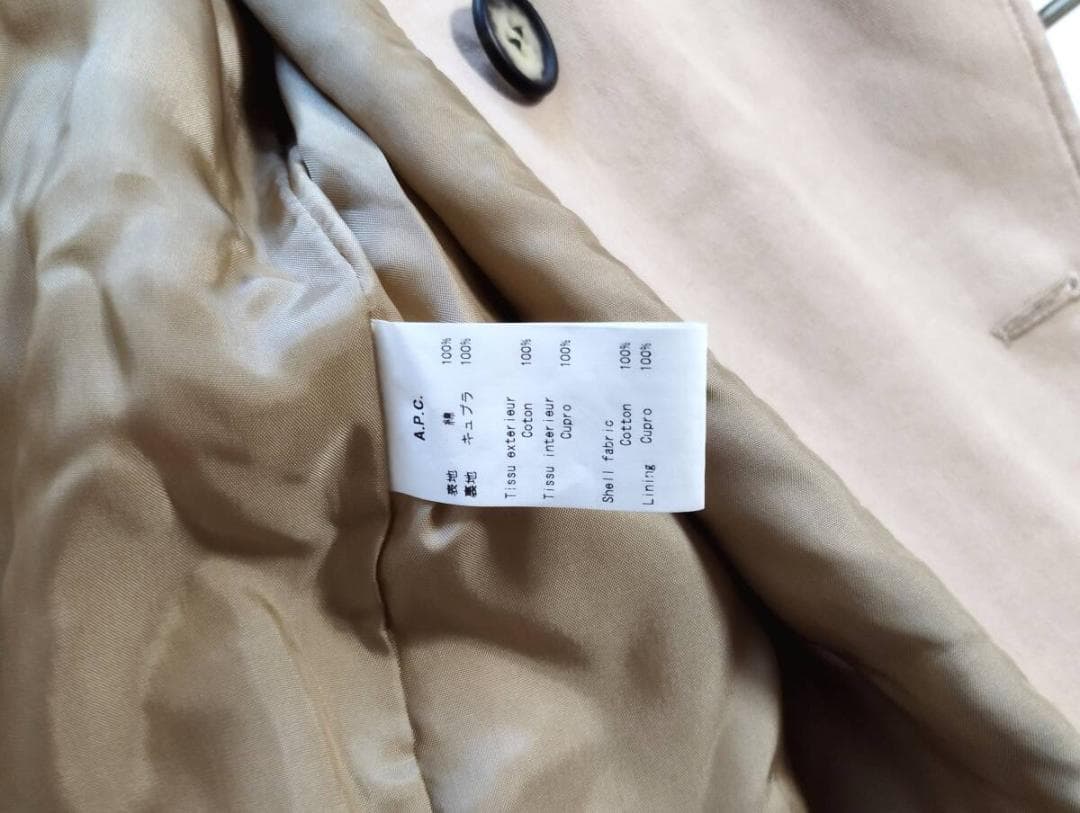 A.P.C.
表地 綿 100%
裏地 キュプラ 100%
Tissu exterieur
Coton 100%
Tissu interieur
Cupro 100%
Shell fabric
Cotton 100%
Lining Cupro 100%